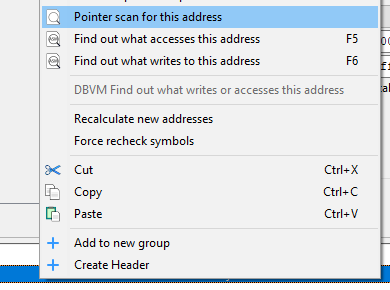 Pointer scan for this address
Find out what accesses this address F5
Find out what writes to this address F6
DBVM Find out what writes or accesses this address
Recalculate new addresses
Force recheck symbols
Cut Ctrl+X
Copy Ctrl+C
Paste Ctrl+V
Add to new group
Create Header